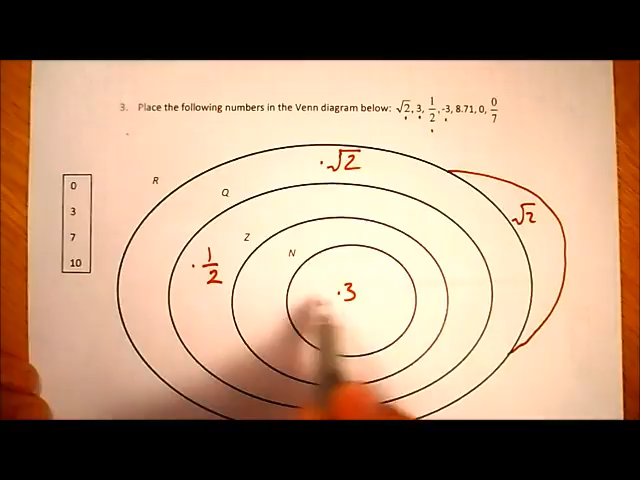 3. Place the following numbers in the Venn diagram below: √2, 3, 1/2, -3, 8.71, 0, 0/7
0
3
7
10
R
·√2
Q
√2
Z
N
·1/2
·3